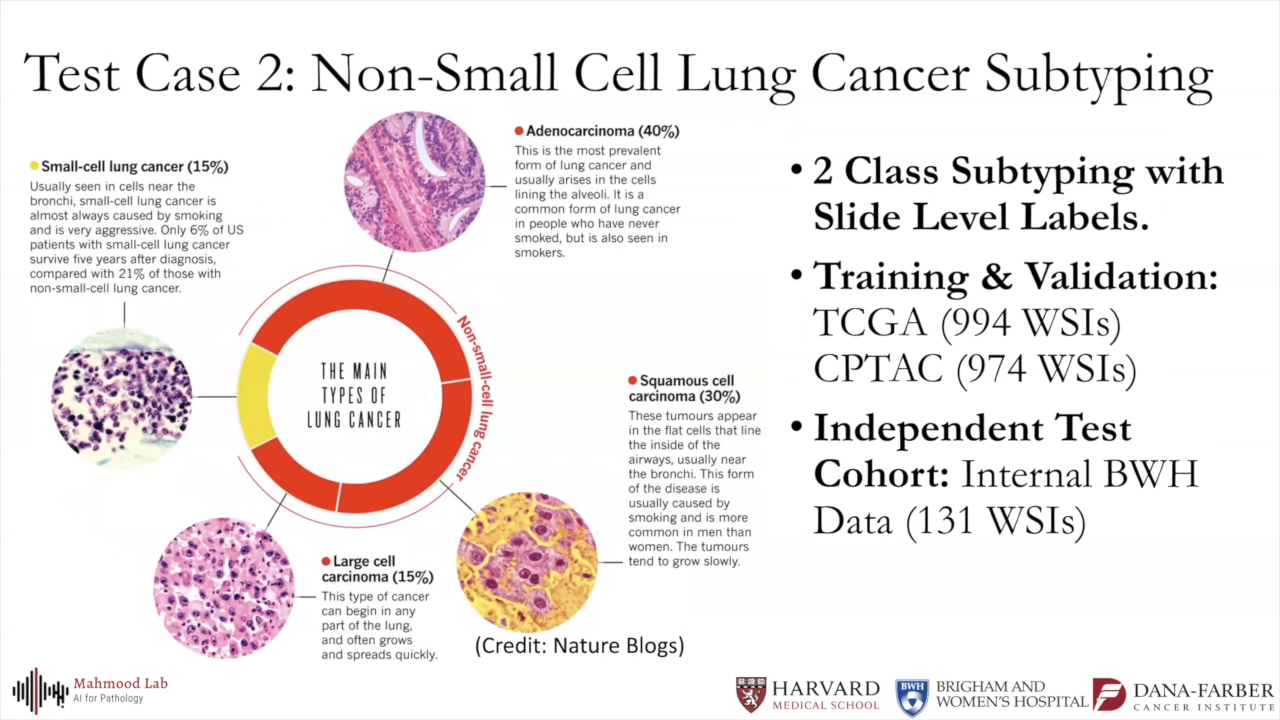 Test Case 2: Non-Small Cell Lung Cancer Subtyping
Small-cell lung cancer (15%)
Usually seen in cells near the
bronchi, small-cell lung cancer is
almost always caused by smoking
and is very aggressive. Only 6% of US
patients with small-cell lung cancer
survive five years after diagnosis,
compared with 21% of those with
non-small-cell lung cancer.
Adenocarcinoma (40%)
This is the most prevalent
form of lung cancer and
usually arises in the cells
lining the alveoli. It is a
common form of lung cancer
in people who have never
smoked, but is also seen in
smokers.
THE MAIN
TYPES OF
LUNG CANCER
Non-small-cell lung cancer
Squamous cell
carcinoma (30%)
These tumours appear
in the flat cells that line
the inside of the
airways, usually near
the bronchi. This form
of the disease is
usually caused by
smoking and is more
common in men than
women. The tumours
tend to grow slowly.
Large cell
carcinoma (15%)
This type of cancer
can begin in any
part of the lung,
and often grows
and spreads quickly.
(Credit: Nature Blogs)
• 2 Class Subtyping with
Slide Level Labels.
• Training & Validation:
TCGA (994 WSIs)
CPTAC (974 WSIs)
• Independent Test
Cohort: Internal BWH
Data (131 WSIs)
Mahmood Lab
AI for Pathology
HARVARD
MEDICAL SCHOOL
BWH
BRIGHAM AND
WOMEN'S HOSPITAL
DANA-FARBER
CANCER INSTITUTE